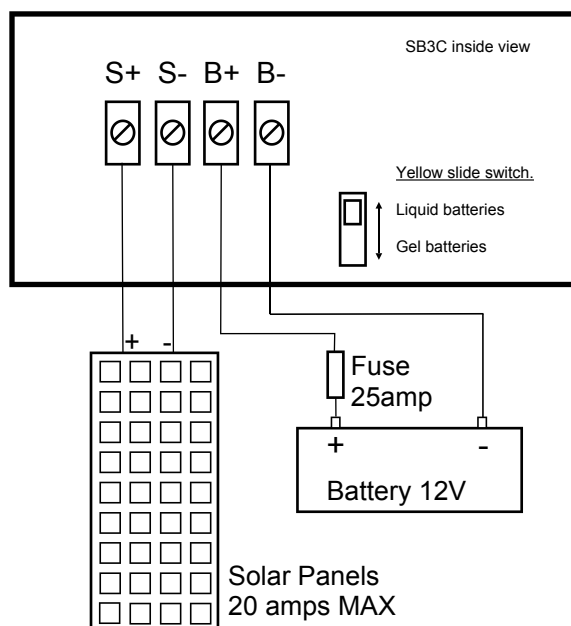 SB3C inside view
S+ S- B+ B-
Yellow slide switch.
Liquid batteries
Gel batteries
+ -
Fuse
25amp
+ -
Battery 12V
Solar Panels
20 amps MAX